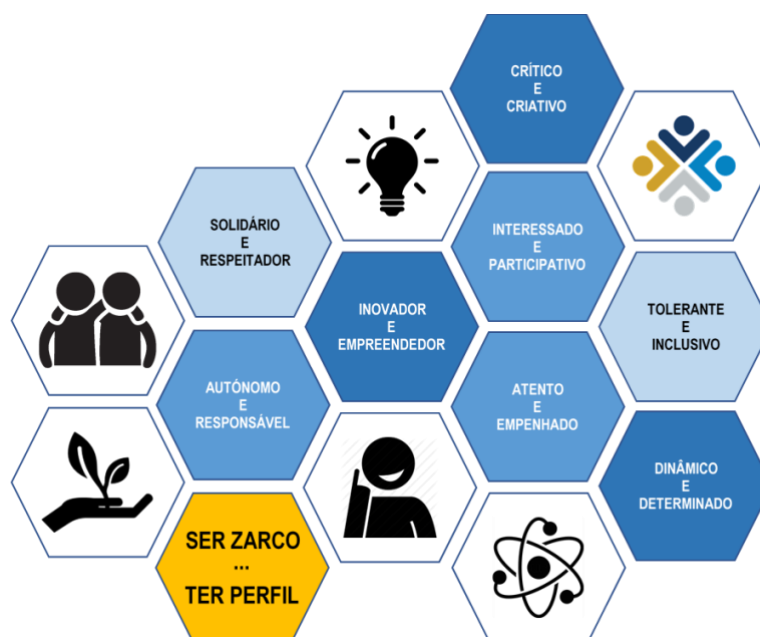 CRÍTICO
E
CRIATIVO
SOLIDÁRIO
E
RESPEITADOR
INTERESSADO
E
PARTICIPATIVO
INOVADOR
E
EMPREENDEDOR
TOLERANTE
E
INCLUSIVO
AUTÓNOMO
E
RESPONSÁVEL
ATENTO
E
EMPENHADO
DINÂMICO
E
DETERMINADO
SER ZARCO
...
TER PERFIL